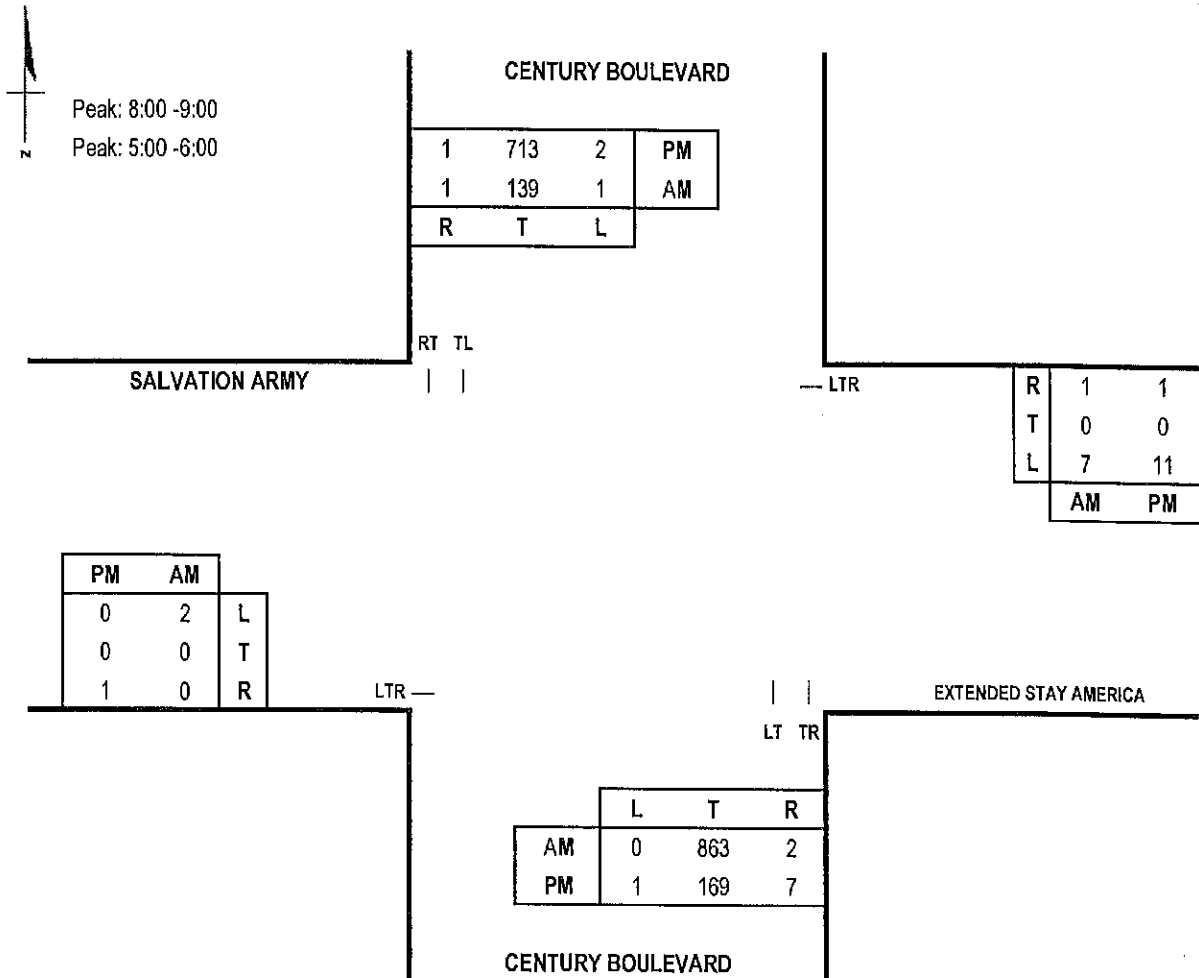 CENTURY BOULEVARD
Peak: 8:00 -9:00
Peak: 5:00 -6:00
1 713 2 PM
1 139 1 AM
R T L
RT TL
SALVATION ARMY
LTR
R 1 1
T 0 0
L 7 11
AM PM
PM AM
0 2 L
0 0 T
1 0 R
LTR
EXTENDED STAY AMERICA
LT TR
L T R
AM 0 863 2
PM 1 169 7
CENTURY BOULEVARD
N